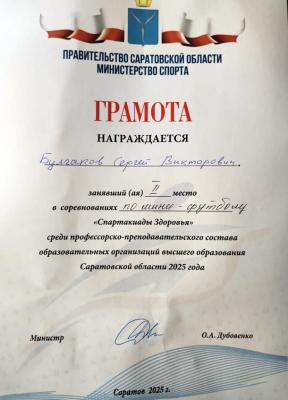 ПРАВИТЕЛЬСТВО САРАТОВСКОЙ ОБЛАСТИ
МИНИСТЕРСТВО СПОРТА
ГРАМОТА
НАГРАЖДАЕТСЯ
Булгаков Сергей Викторович.
занявший (ая) II место
в соревнованиях по мини-футболу
«Спартакиады Здоровья»
среди профессорско-преподавательского состава
образовательных организаций высшего образования
Саратовской области 2025 года
Министр О.А. Дубовенко
Саратов 2025 г.